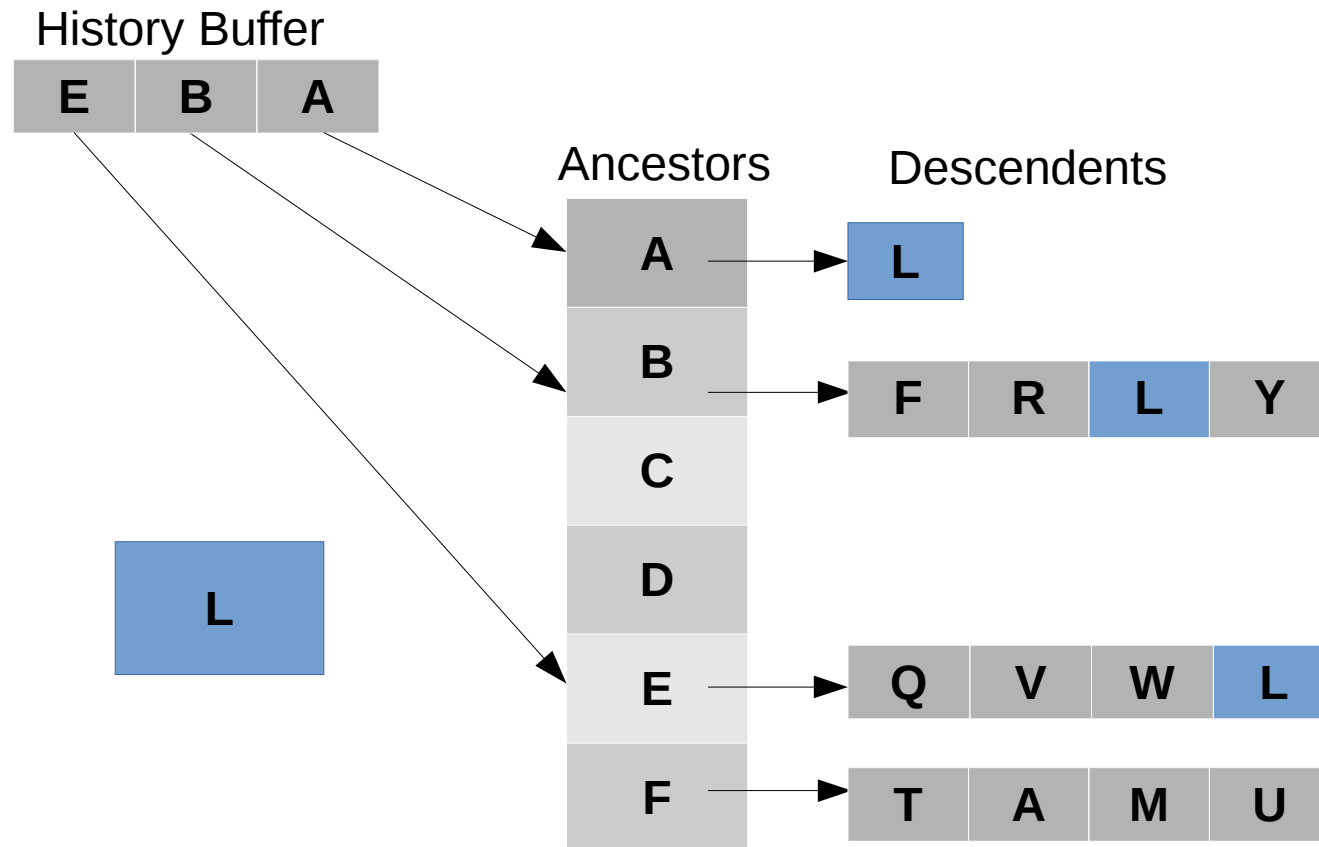 History Buffer
E B A
Ancestors
Descendents
A
L
B
F R L Y
C
D
L
E
Q V W L
F
T A M U